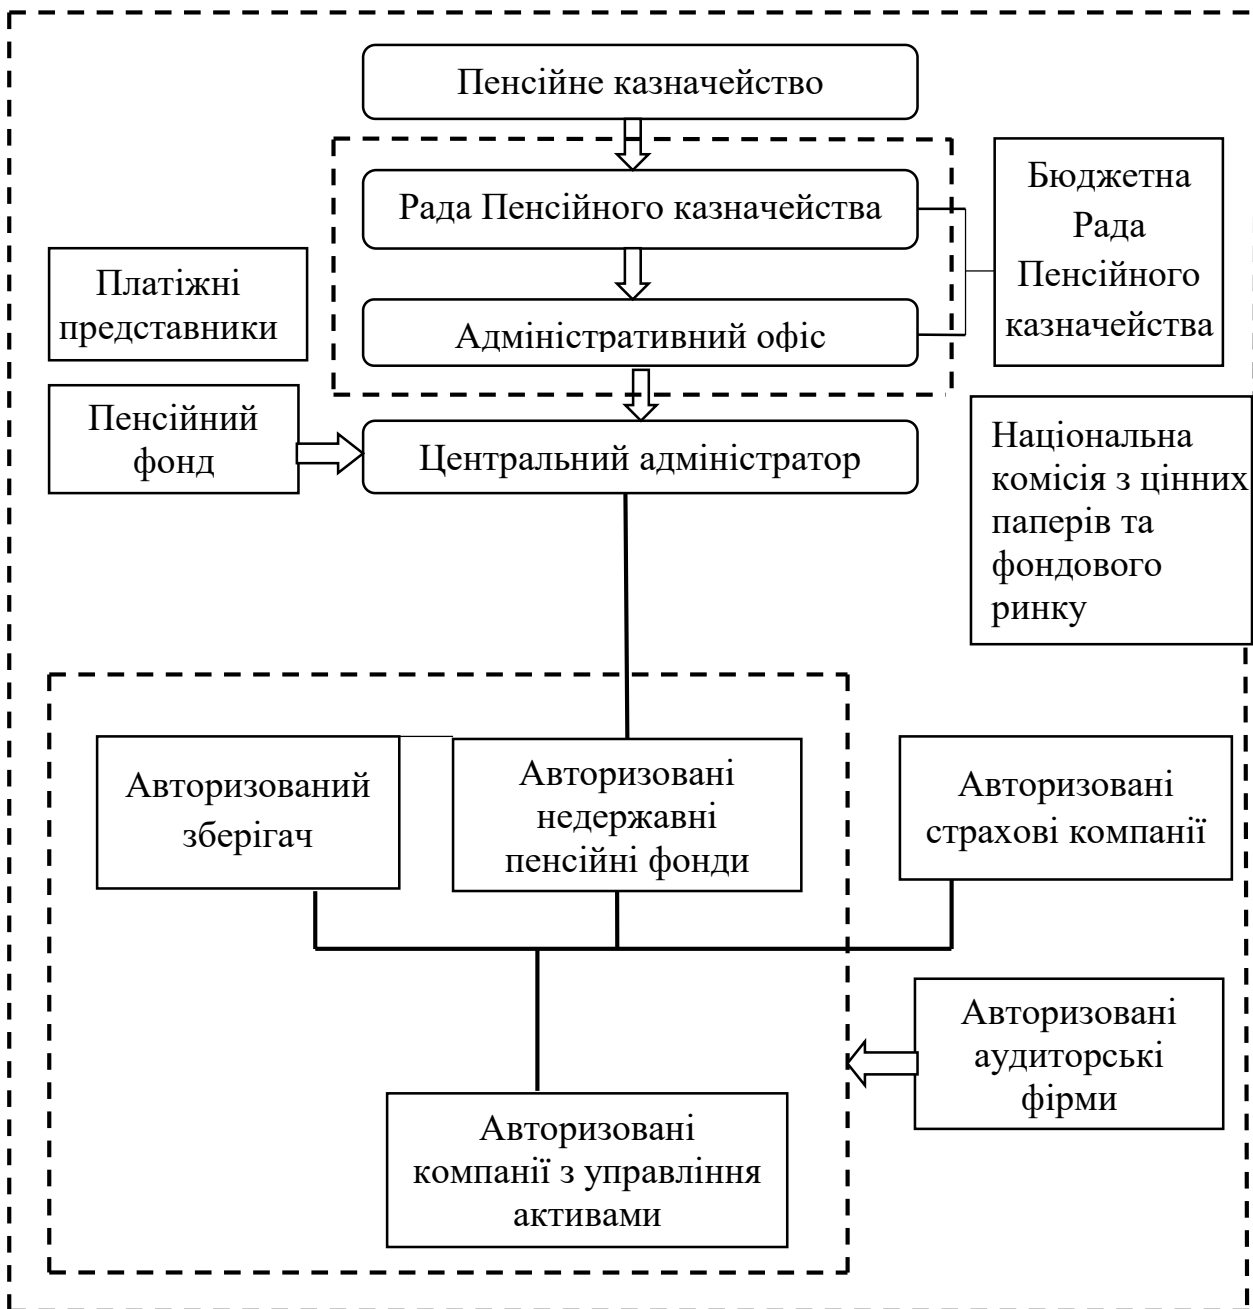 Пенсійне казначейство
Рада Пенсійного казначейства
Бюджетна
Рада
Пенсійного
казначейства
Платіжні
представники
Адміністративний офіс
Пенсійний
фонд
Центральний адміністратор
Національна
комісія з цінних
паперів та
фондового
ринку
Авторизований
зберігач
Авторизовані
недержавні
пенсійні фонди
Авторизовані
страхові компанії
Авторизовані
аудиторські
фірми
Авторизовані
компанії з управління
активами